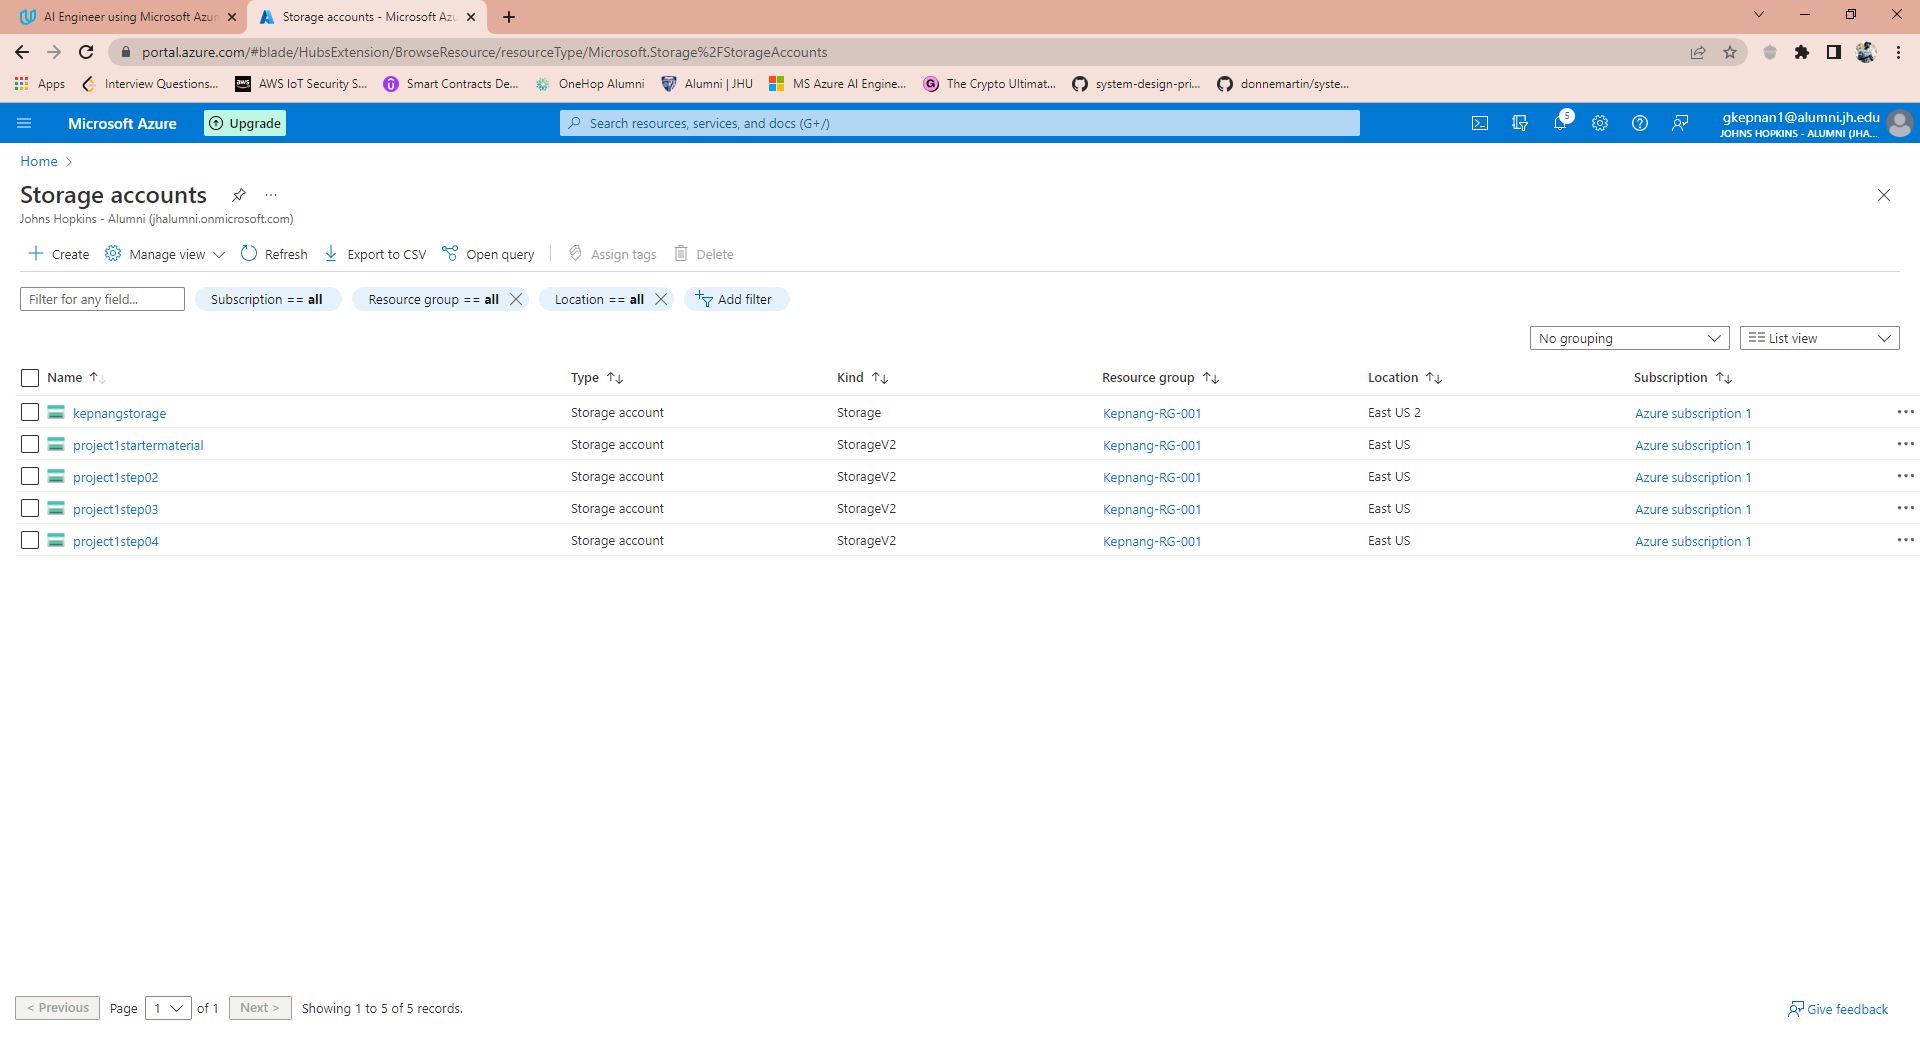 AI Engineer using Microsoft Azur
Storage accounts - Microsoft Azu
portal.azure.com/#blade/HubsExtension/BrowseResource/resourceType/Microsoft.Storage%2FStorageAccounts
Apps Interview Questions... AWS IoT Security S... Smart Contracts De... OneHop Alumni Alumni | JHU MS Azure AI Engine... The Crypto Ultimat... system-design-pri... donnemartin/syste...
Microsoft Azure Upgrade Search resources, services, and docs (G+/) 5 gkepnan1@alumni.jh.edu
JOHNS HOPKINS - ALUMNI (JHA...
Home
Storage accounts
Johns Hopkins - Alumni (jhalumni.onmicrosoft.com)
Create Manage view Refresh Export to CSV Open query Assign tags Delete
Filter for any field... Subscription == all Resource group == all Location == all Add filter
No grouping List view
Name Type Kind Resource group Location Subscription
kepnangstorage Storage account Storage Kepnang-RG-001 East US 2 Azure subscription 1
project1startermaterial Storage account StorageV2 Kepnang-RG-001 East US Azure subscription 1
project1step02 Storage account StorageV2 Kepnang-RG-001 East US Azure subscription 1
project1step03 Storage account StorageV2 Kepnang-RG-001 East US Azure subscription 1
project1step04 Storage account StorageV2 Kepnang-RG-001 East US Azure subscription 1
< Previous Page 1 of 1 Next > Showing 1 to 5 of 5 records. Give feedback